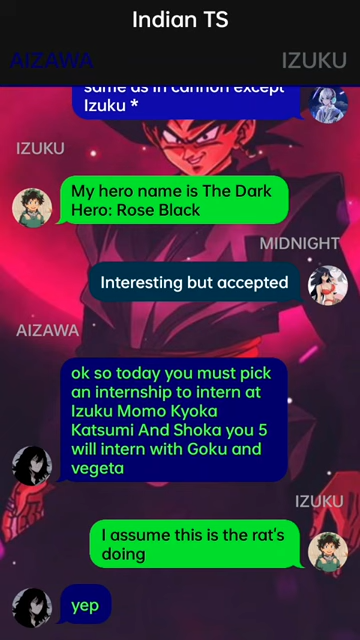 Indian TS
AIZAWA
IZUKU
same as in cannon except
Izuku *
IZUKU
My hero name is The Dark
Hero: Rose Black
MIDNIGHT
Interesting but accepted
AIZAWA
ok so today you must pick
an internship to intern at
Izuku Momo Kyoka
Katsumi And Shoka you 5
will intern with Goku and
vegeta
IZUKU
I assume this is the rat's
doing
yep